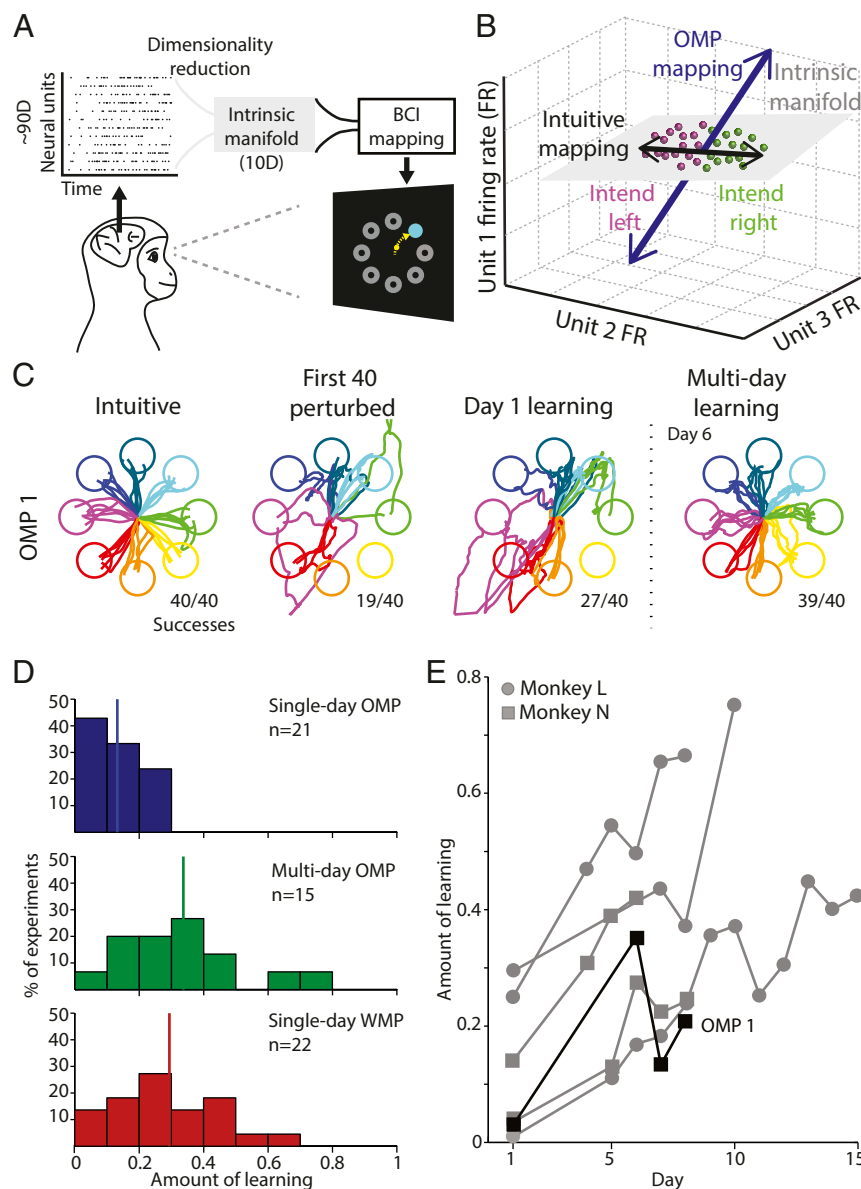 A
Dimensionality
reduction
~90D
Neural units
Time
Intrinsic
manifold
(10D)
BCI
mapping
B
OMP
mapping
Intrinsic
manifold
Intuitive
mapping
Intend
left
Intend
right
Unit 1 firing rate (FR)
Unit 2 FR
Unit 3 FR
C
Intuitive
First 40
perturbed
Day 1 learning
Multi-day
learning
Day 6
OMP 1
40/40
Successes
19/40
27/40
39/40
D
50
40
30
20
10
Single-day OMP
n=21
50
40
30
20
10
Multi-day OMP
n=15
% of experiments
50
40
30
20
10
Single-day WMP
n=22
0
0.2
0.4
0.6
0.8
1
Amount of learning
E
Monkey L
Monkey N
0.8
0.6
0.4
0.2
0
Amount of learning
OMP 1
1
5
10
15
Day